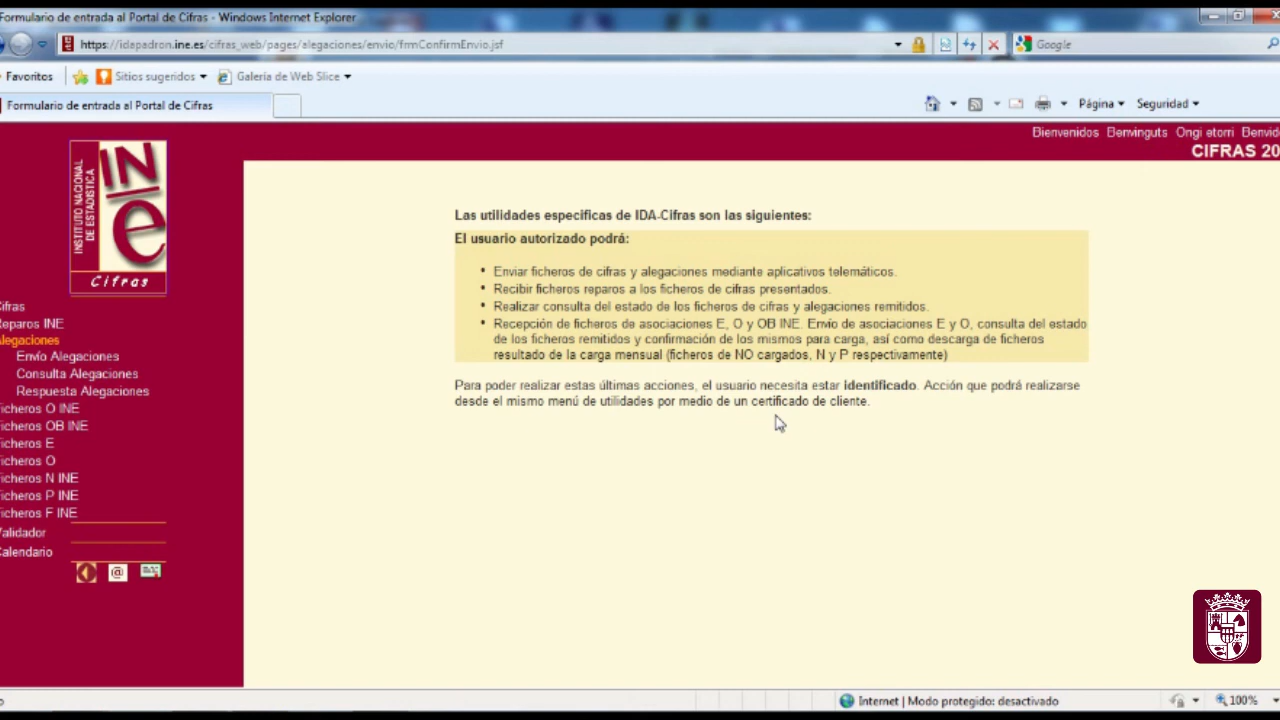 Formulario de entrada al Portal de Cifras - Windows Internet Explorer
https://idapadron.ine.es/cifras_web/pages/alegaciones/envio/frmConfirmEnvio.jsf
Google
Favoritos
Sitios sugeridos
Galería de Web Slice
Formulario de entrada al Portal de Cifras
Página
Seguridad
Bienvenidos Benvinguts Ongi etorri Benvid
CIFRAS 20
INSTITUTO NACIONAL
DE ESTADISTICA
INe
Cifras
ifras
eparos INE
legaciones
Envío Alegaciones
Consulta Alegaciones
Respuesta Alegaciones
icheros O INE
icheros OB INE
icheros E
icheros O
icheros N INE
icheros P INE
icheros F INE
Validador
Calendario
Las utilidades especificas de IDA-Cifras son las siguientes:
El usuario autorizado podrá:
• Enviar ficheros de cifras y alegaciones mediante aplicativos telemáticos.
• Recibir ficheros reparos a los ficheros de cifras presentados.
• Realizar consulta del estado de los ficheros de cifras y alegaciones remitidos.
• Recepción de ficheros de asociaciones E, O y OB INE. Envio de asociaciones E y O, consulta del estado
de los ficheros remitidos y confirmación de los mismos para carga, así como descarga de ficheros
resultado de la carga mensual (ficheros de NO cargados, N y P respectivamente)
Para poder realizar estas últimas acciones, el usuario necesita estar identificado. Acción que podrá realizarse
desde el mismo menú de utilidades por medio de un certificado de cliente.
Internet | Modo protegido: desactivado
100%